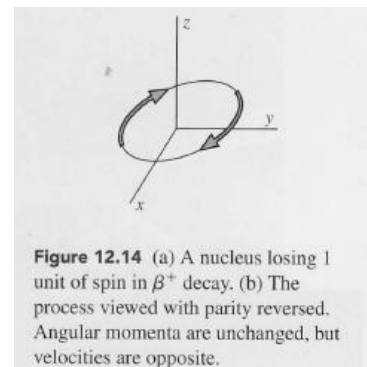 z
y
x
Figure 12.14 (a) A nucleus losing 1
unit of spin in β⁺ decay. (b) The
process viewed with parity reversed.
Angular momenta are unchanged, but
velocities are opposite.